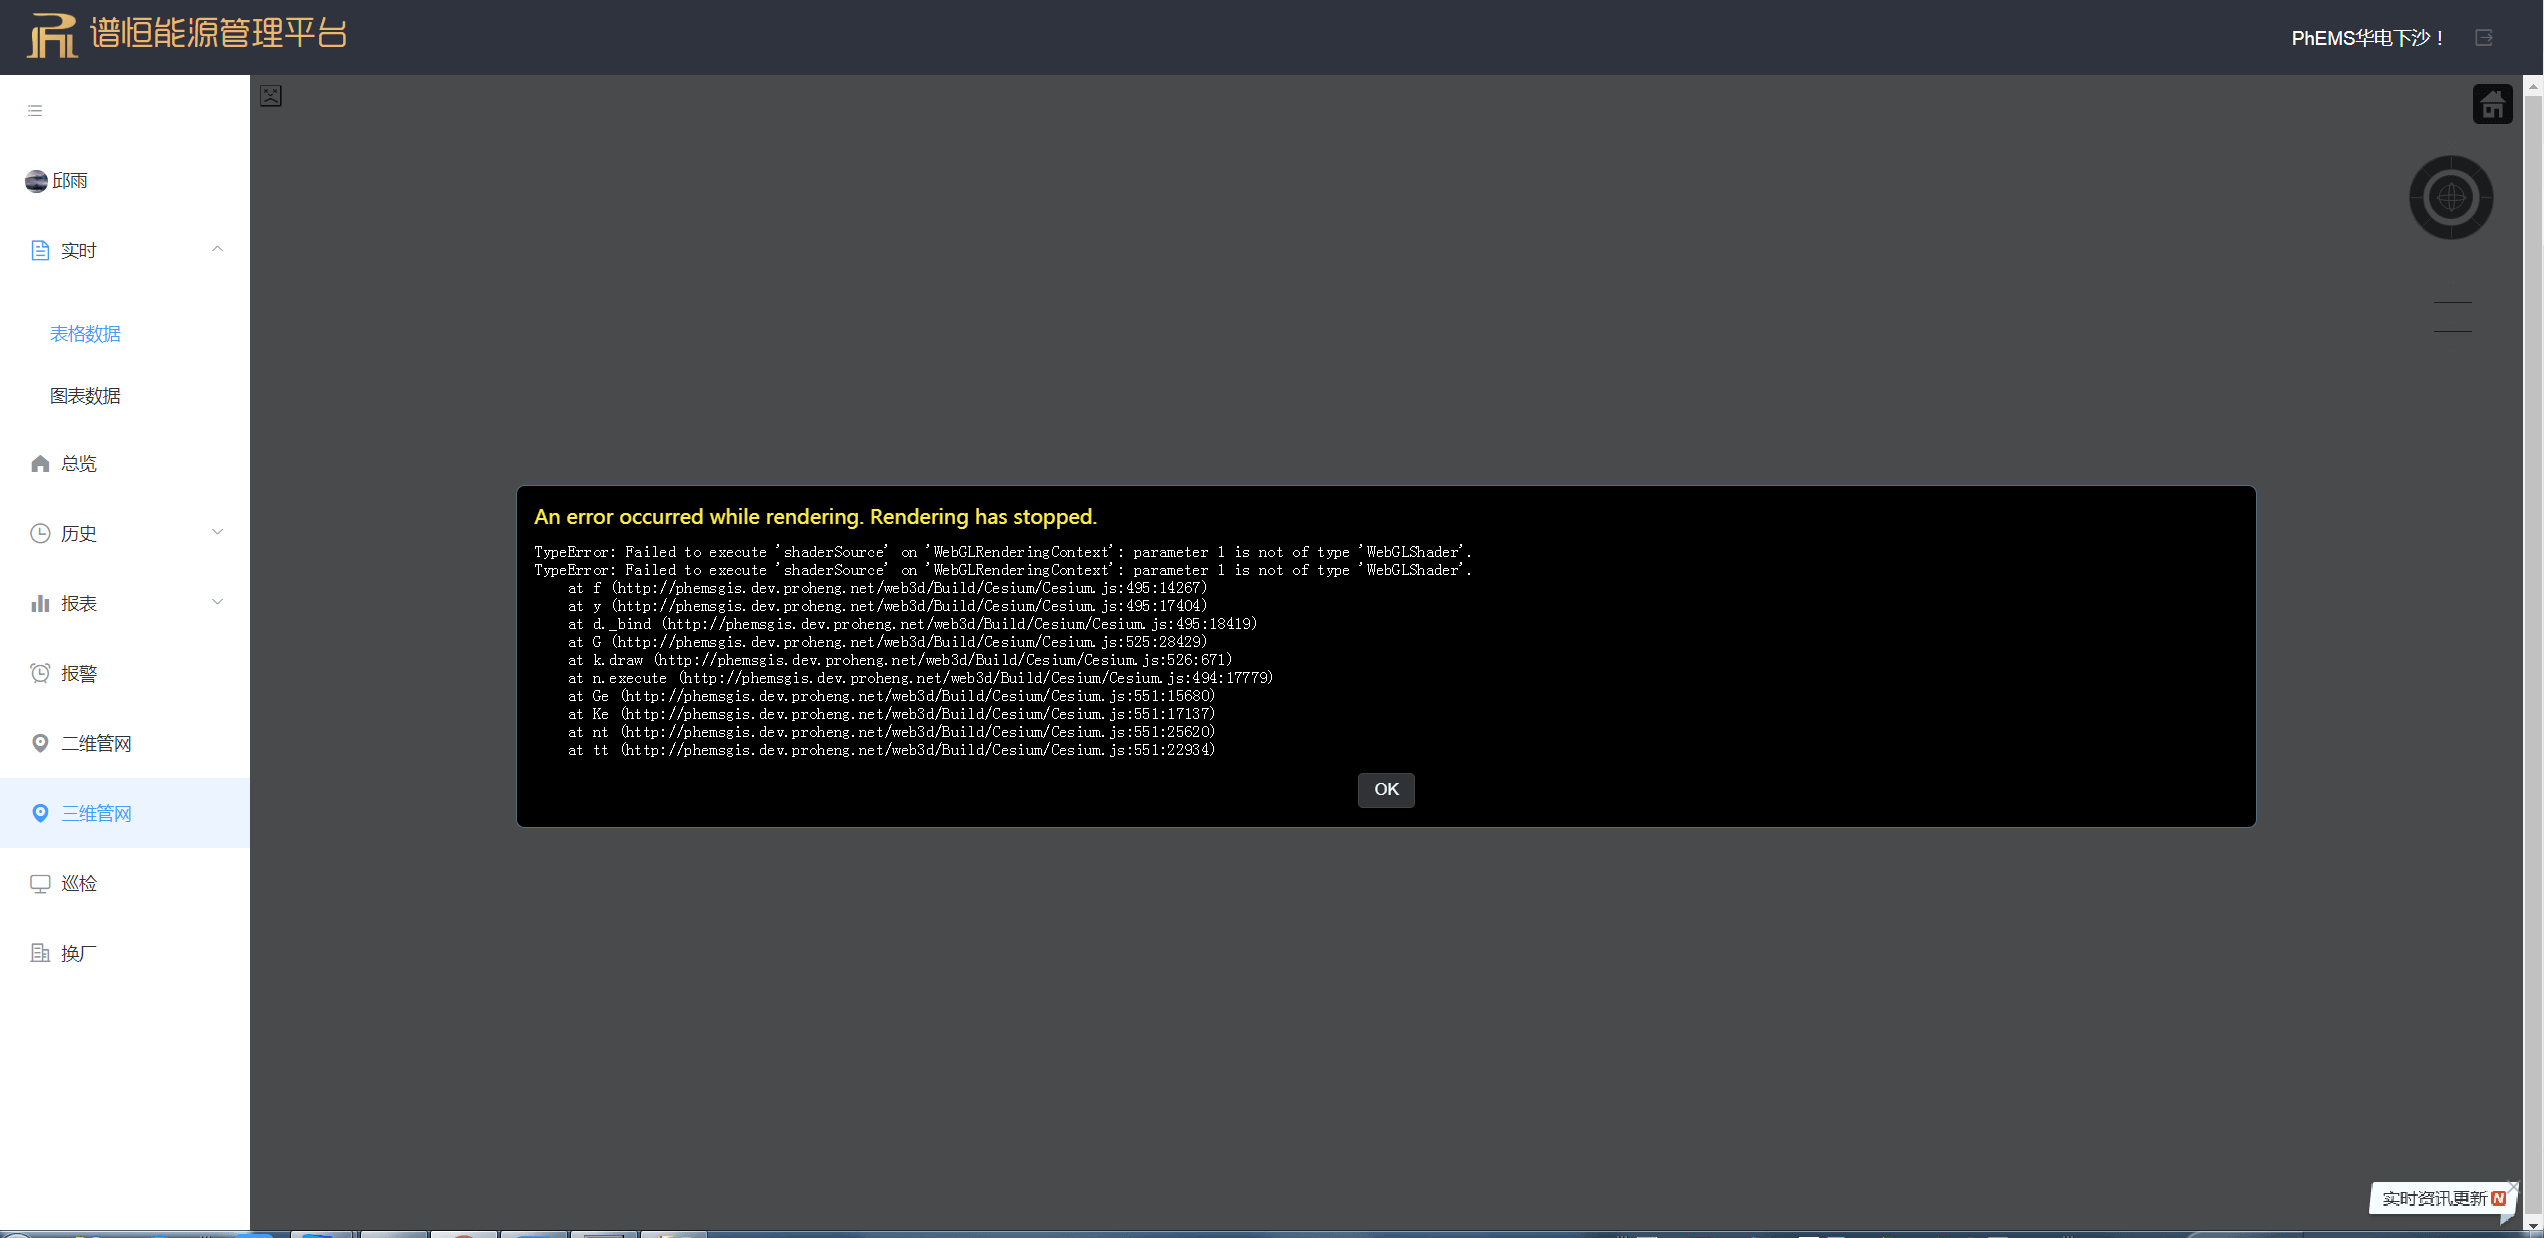 谱恒能源管理平台
PhEMS华电下沙！
邱雨
实时
表格数据
图表数据
总览
历史
报表
报警
二维管网
三维管网
巡检
换厂
An error occurred while rendering. Rendering has stopped.
TypeError: Failed to execute 'shaderSource' on 'WebGLRenderingContext': parameter 1 is not of type 'WebGLShader'.
TypeError: Failed to execute 'shaderSource' on 'WebGLRenderingContext': parameter 1 is not of type 'WebGLShader'.
at f (http://phemsgis.dev.proheng.net/web3d/Build/Cesium/Cesium.js:495:14267)
at y (http://phemsgis.dev.proheng.net/web3d/Build/Cesium/Cesium.js:495:17404)
at d._bind (http://phemsgis.dev.proheng.net/web3d/Build/Cesium/Cesium.js:495:18419)
at G (http://phemsgis.dev.proheng.net/web3d/Build/Cesium/Cesium.js:525:28429)
at k.draw (http://phemsgis.dev.proheng.net/web3d/Build/Cesium/Cesium.js:526:671)
at n.execute (http://phemsgis.dev.proheng.net/web3d/Build/Cesium/Cesium.js:494:17779)
at Ge (http://phemsgis.dev.proheng.net/web3d/Build/Cesium/Cesium.js:551:15680)
at Ke (http://phemsgis.dev.proheng.net/web3d/Build/Cesium/Cesium.js:551:17137)
at nt (http://phemsgis.dev.proheng.net/web3d/Build/Cesium/Cesium.js:551:25620)
at tt (http://phemsgis.dev.proheng.net/web3d/Build/Cesium/Cesium.js:551:22934)
OK
实时资讯更新 N